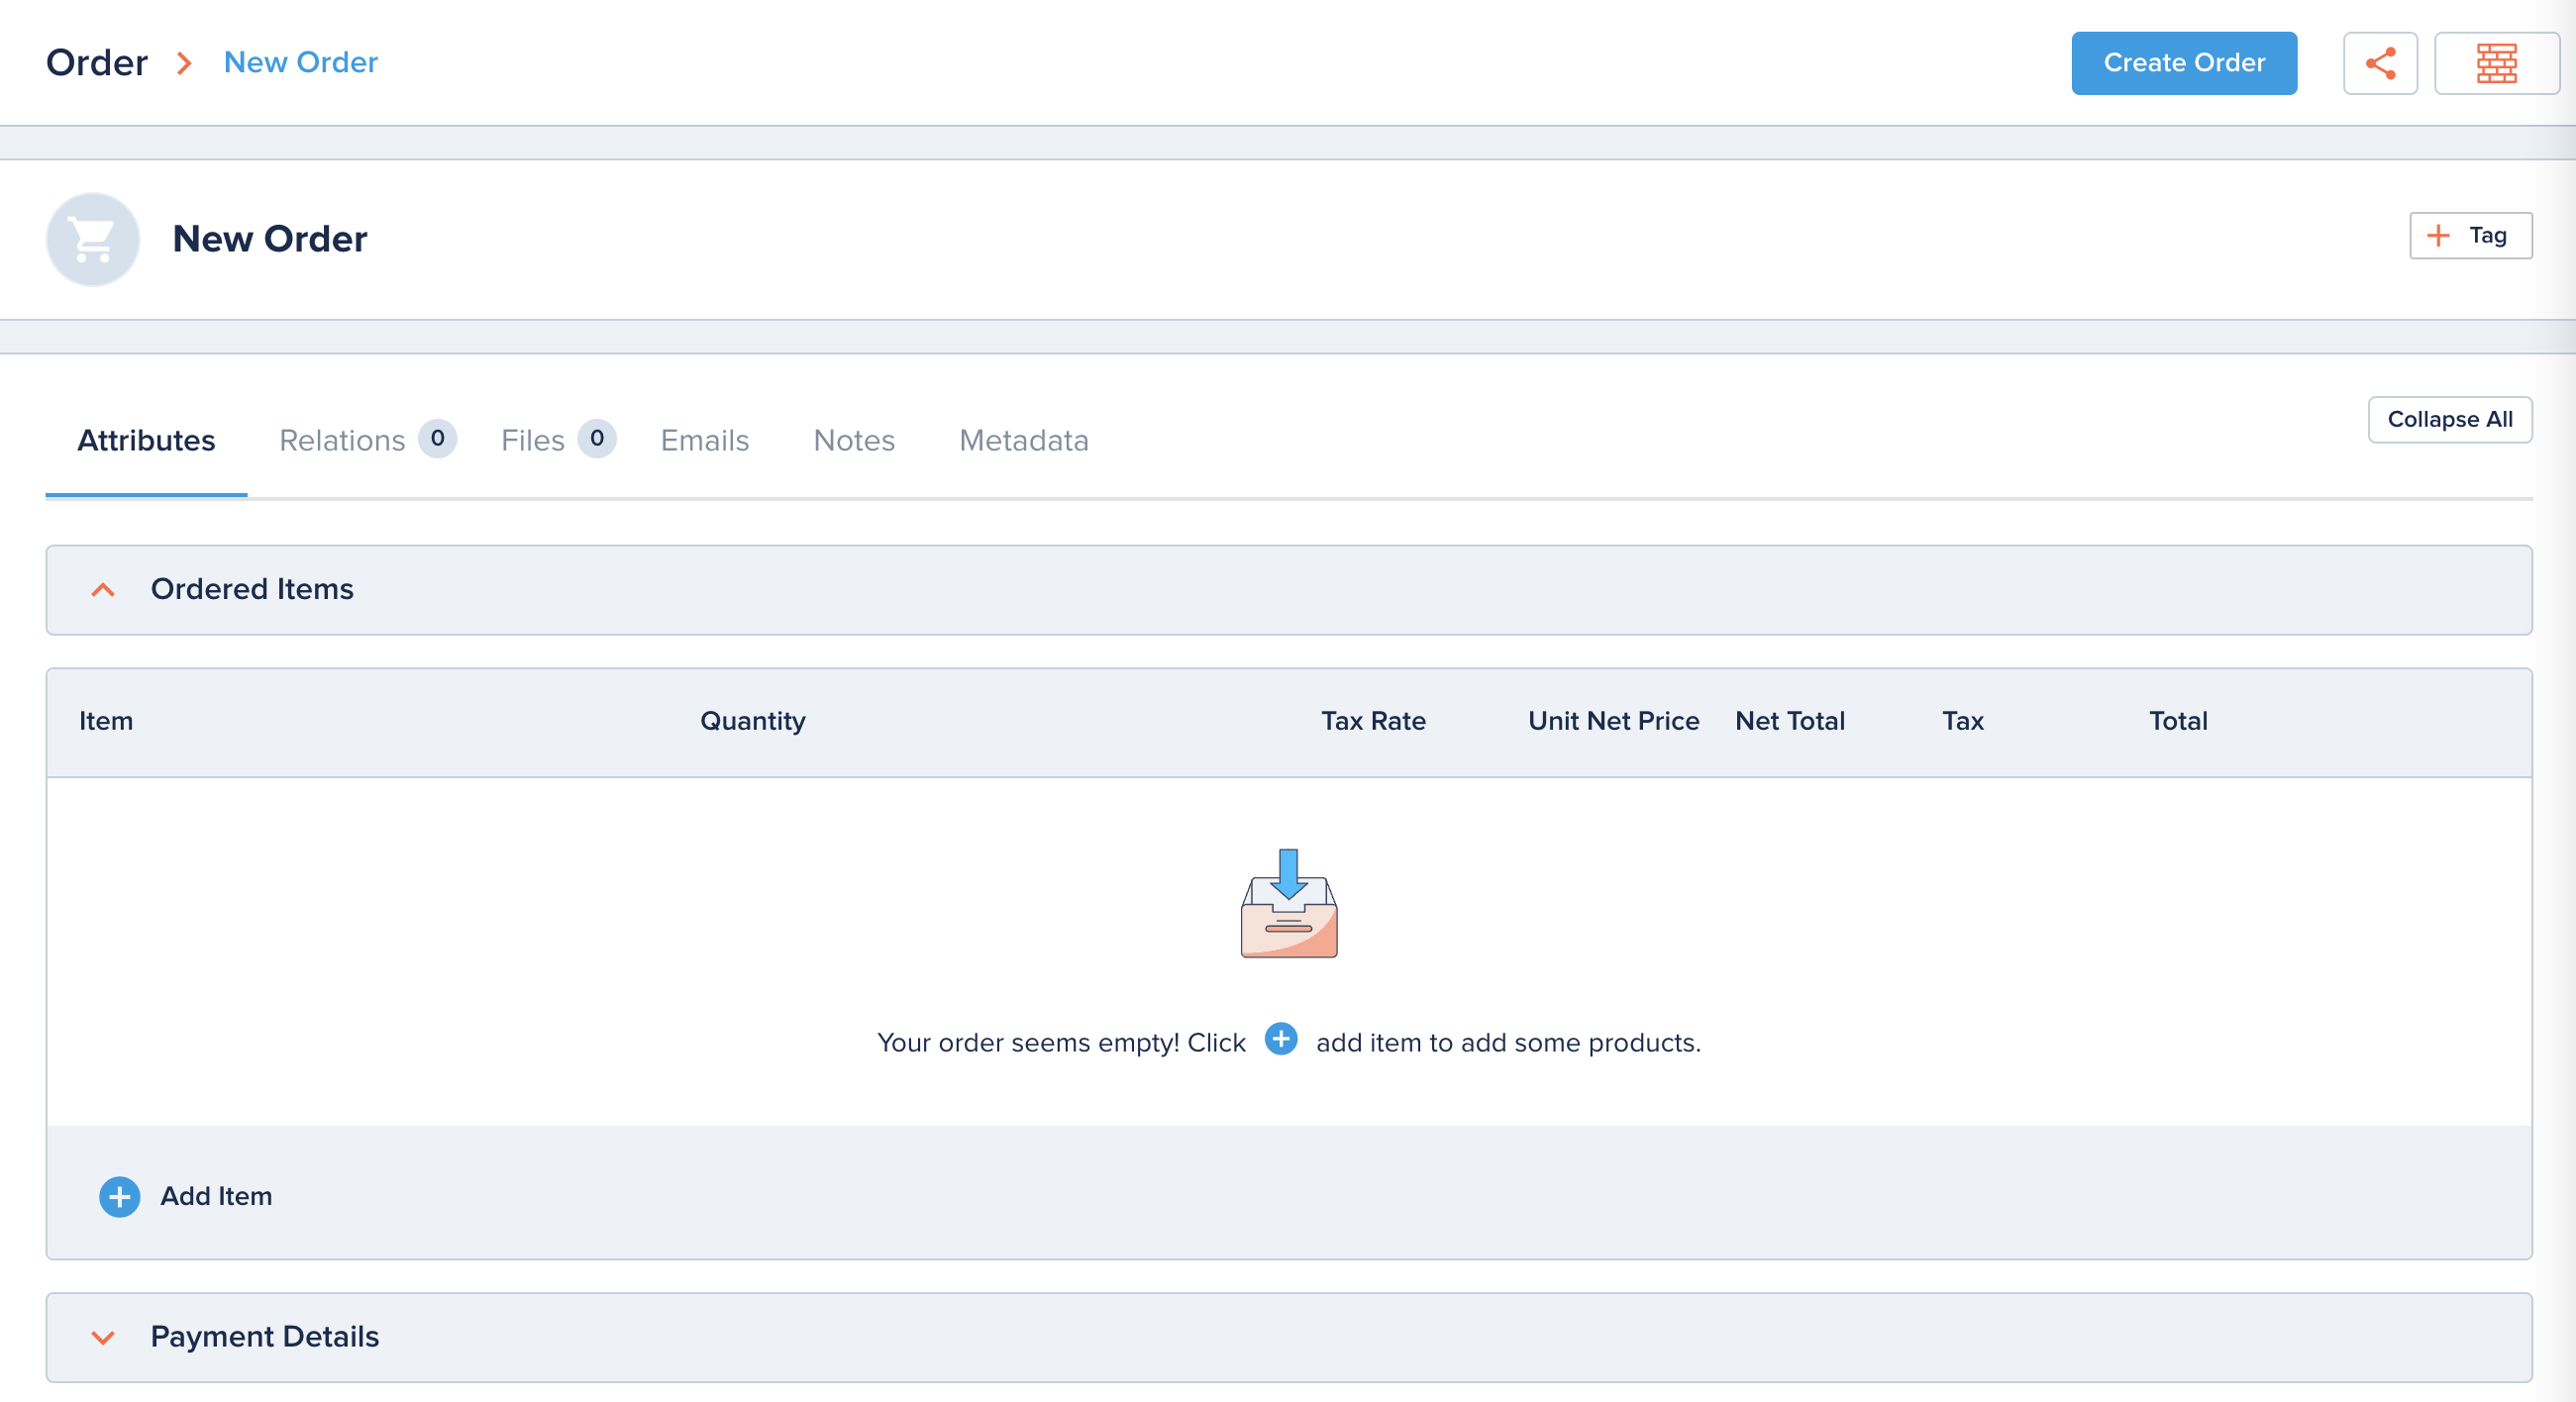 Order New Order Create Order
New Order Tag
Attributes Relations 0 Files 0 Emails Notes Metadata Collapse All
Ordered Items
Item Quantity Tax Rate Unit Net Price Net Total Tax Total
Your order seems empty! Click add item to add some products.
Add Item
Payment Details